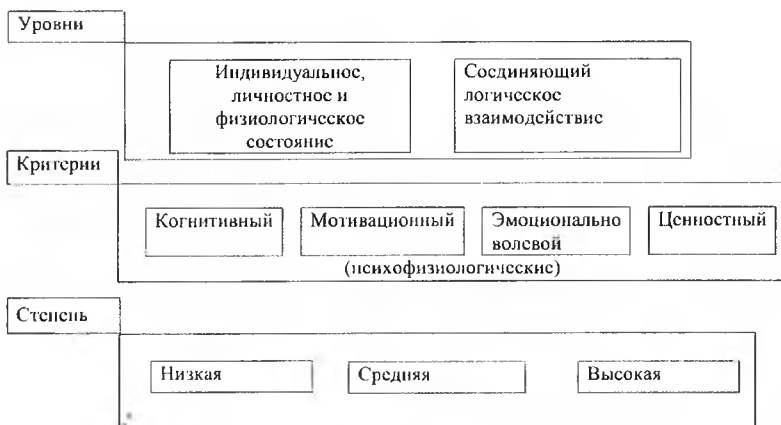 Уровни
Индивидуальное,
личностное и
физиологическое
состояние
Соединяющий
логическое
взаимодействие
Критерии
Когнитивный
Мотивационный
Эмоционально
волевой
Ценностный
(психофизиологические)
Степень
Низкая
Средняя
Высокая